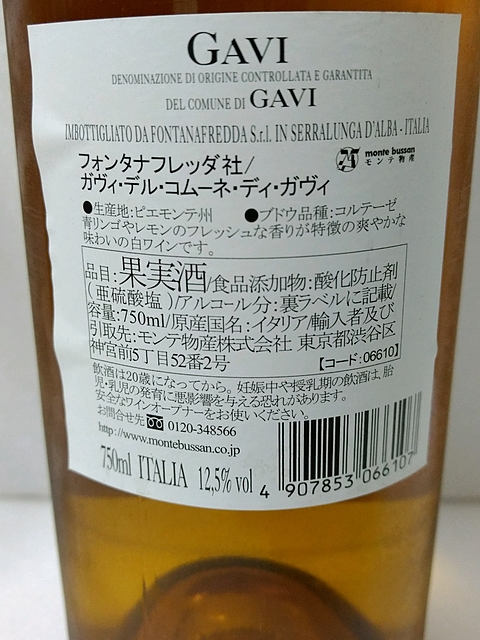 GAVI
DENOMINAZIONE DI ORIGINE CONTROLLATA E GARANTITA
DEL COMUNE DI GAVI
IMBOTTIGLIATO DA FONTANAFREDDA S.r.l. IN SERRALUNGA D'ALBA - ITALIA
フォンタナフレッダ社/
ガヴィ・デル・コムーネ・ディ・ガヴィ
monte bussan
モンテ物産
●生産地:ピエモンテ州 ●ブドウ品種:コルテーゼ
青リンゴやレモンのフレッシュな香りが特徴の爽やかな
味わいの白ワインです。
品目:果実酒/食品添加物:酸化防止剤
(亜硫酸塩)/アルコール分:裏ラベルに記載/
容量:750ml/原産国名:イタリア/輸入者及び
引取先:モンテ物産株式会社 東京都渋谷区
神宮前5丁目52番2号 【コード:06610】
飲酒は20歳になってから。妊娠中や授乳期の飲酒は、胎
児・乳児の発育に悪影響を与える恐れがあります。
安全なワインオープナーをお使いください。
お問合せ先 0120-348566
http://www.montebussan.co.jp
750ml ITALIA 12,5% vol
4 907853 066107